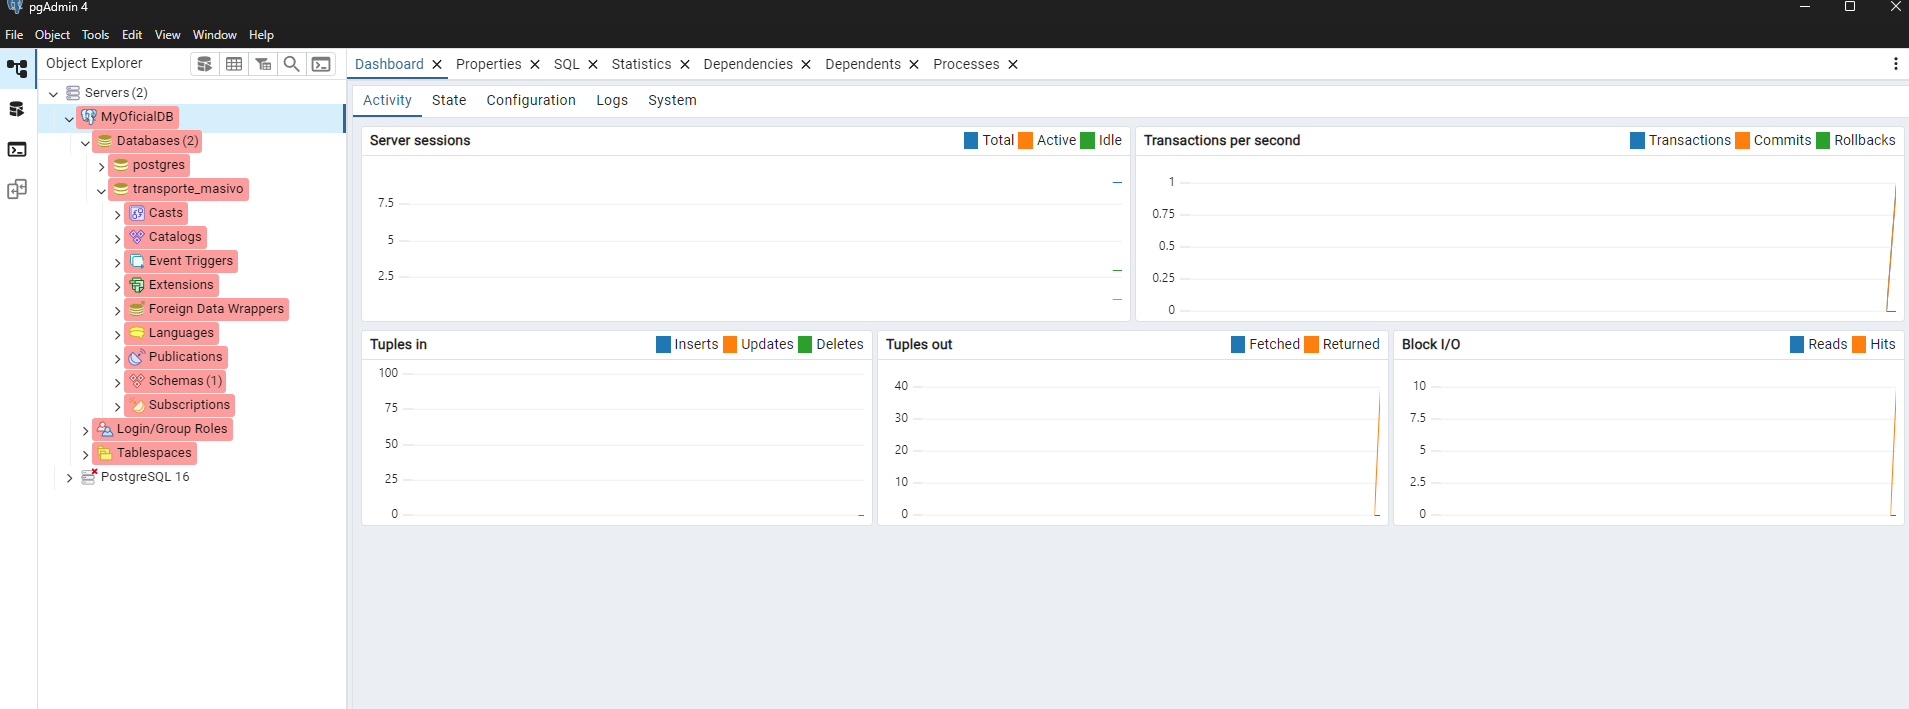 pgAdmin 4
File Object Tools Edit View Window Help
Object Explorer
Dashboard Properties SQL Statistics Dependencies Dependents Processes
Servers (2)
MyOficialDB
Databases (2)
postgres
transporte_masivo
Casts
Catalogs
Event Triggers
Extensions
Foreign Data Wrappers
Languages
Publications
Schemas (1)
Subscriptions
Login/Group Roles
Tablespaces
PostgreSQL 16
Activity State Configuration Logs System
Server sessions Total Active Idle
7.5
5
2.5
Transactions per second Transactions Commits Rollbacks
1
0.75
0.5
0.25
0
Tuples in Inserts Updates Deletes
100
75
50
25
0
Tuples out Fetched Returned
40
30
20
10
0
Block I/O Reads Hits
10
7.5
5
2.5
0